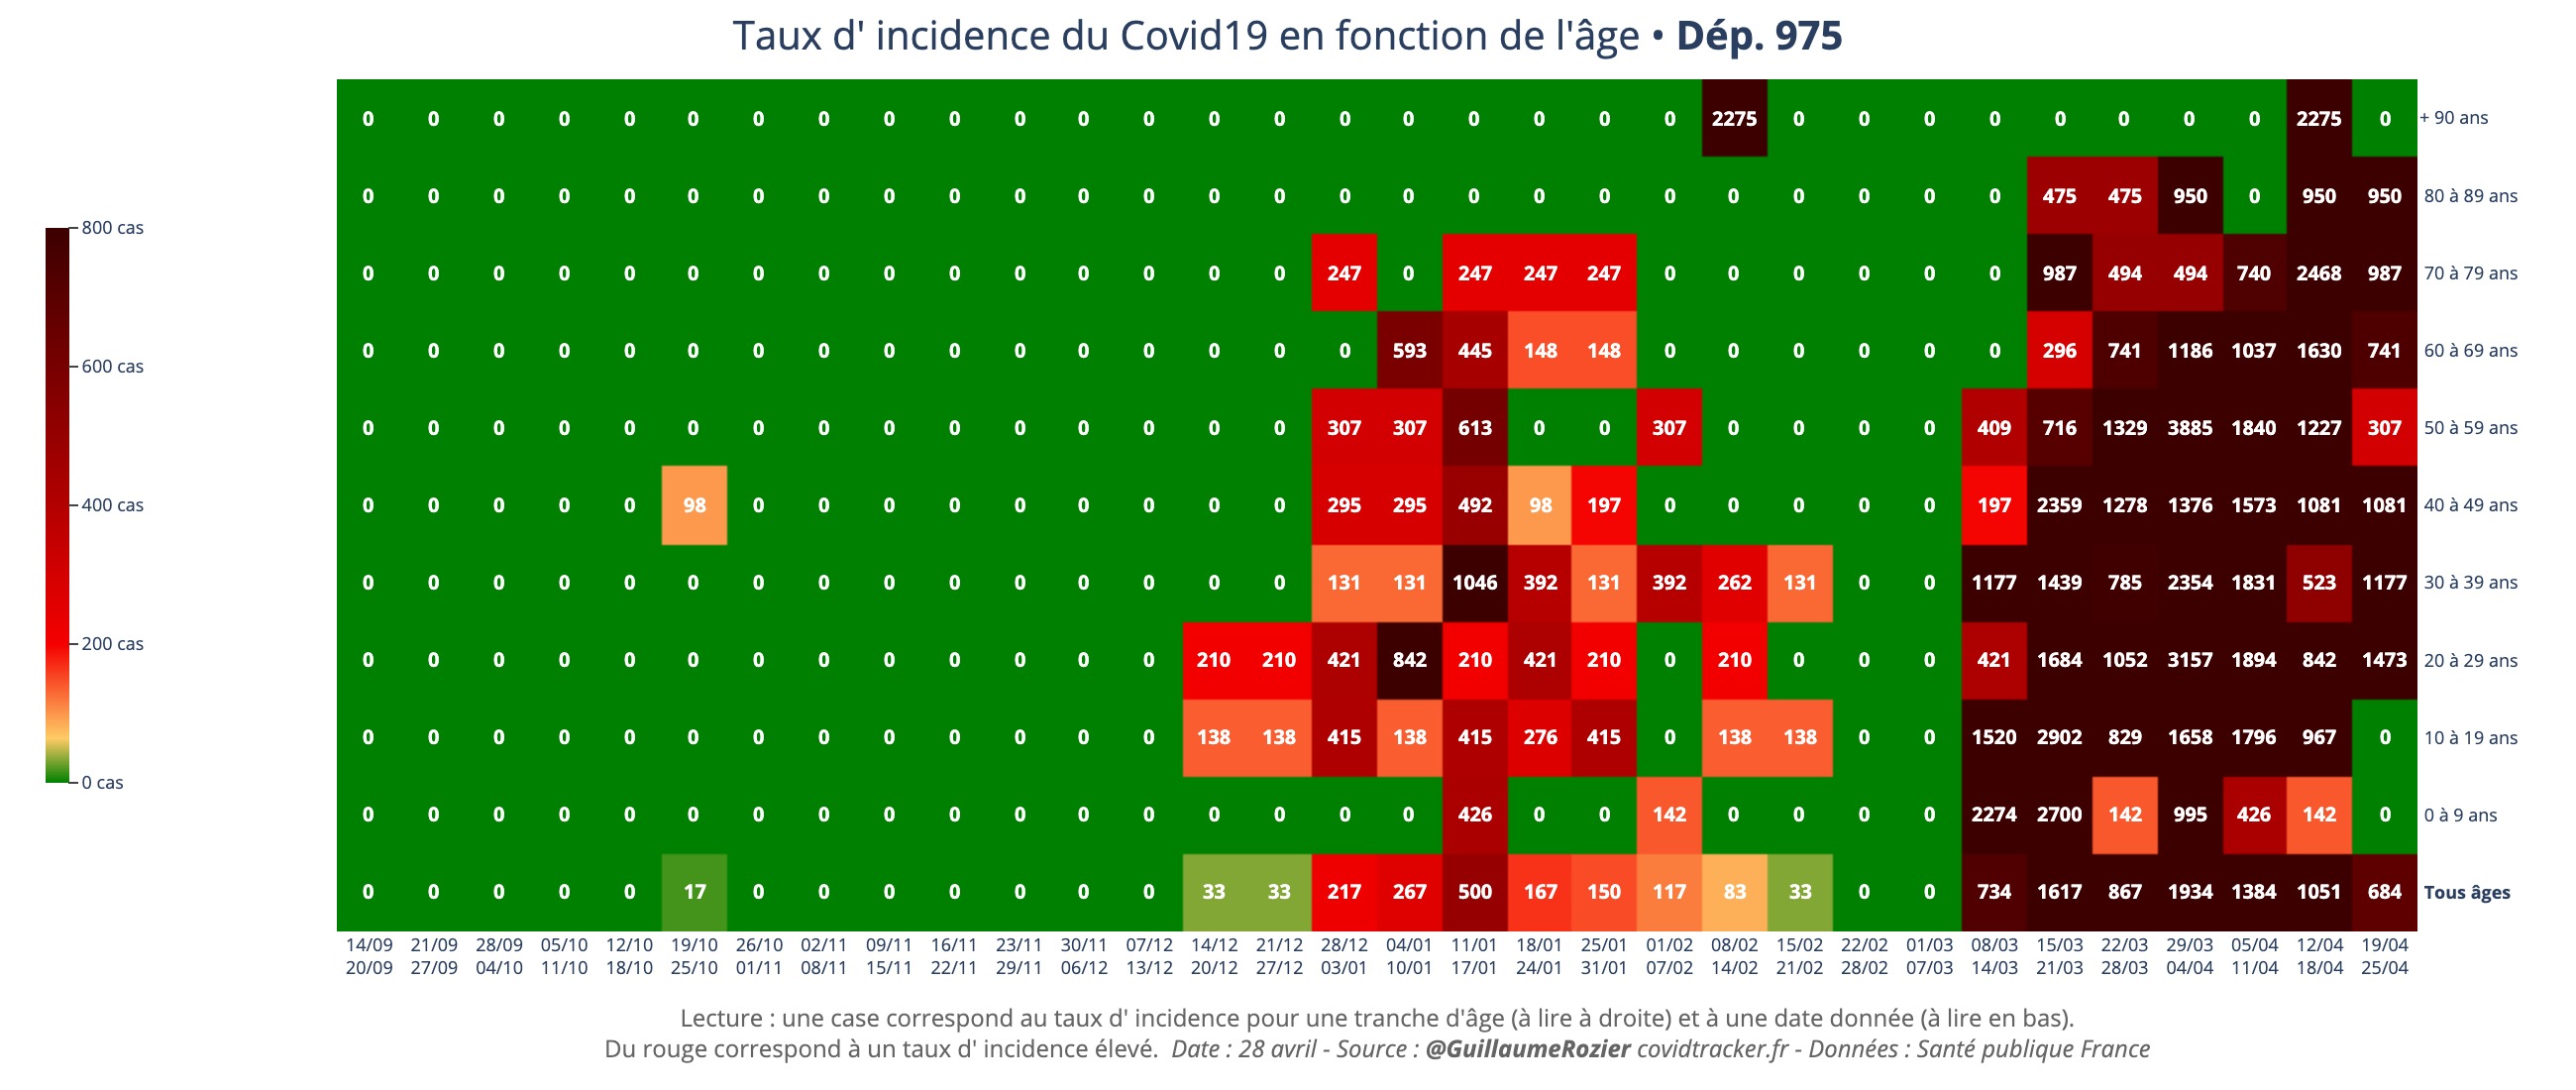 Taux d' incidence du Covid19 en fonction de l'âge • Dép. 975
0 0 0 0 0 0 0 0 0 0 0 0 0 0 0 0 0 0 0 0 0 2275 0 0 0 0 0 0 0 0 2275 0 + 90 ans
0 0 0 0 0 0 0 0 0 0 0 0 0 0 0 0 0 0 0 0 0 0 0 0 0 0 475 475 950 0 950 950 80 à 89 ans
800 cas
0 0 0 0 0 0 0 0 0 0 0 0 0 0 0 247 0 247 247 247 0 0 0 0 0 0 987 494 494 740 2468 987 70 à 79 ans
0 0 0 0 0 0 0 0 0 0 0 0 0 0 0 0 593 445 148 148 0 0 0 0 0 0 296 741 1186 1037 1630 741 60 à 69 ans
600 cas
0 0 0 0 0 0 0 0 0 0 0 0 0 0 0 307 307 613 0 0 307 0 0 0 0 409 716 1329 3885 1840 1227 307 50 à 59 ans
400 cas
0 0 0 0 0 98 0 0 0 0 0 0 0 0 0 295 295 492 98 197 0 0 0 0 0 197 2359 1278 1376 1573 1081 1081 40 à 49 ans
0 0 0 0 0 0 0 0 0 0 0 0 0 0 0 131 131 1046 392 131 392 262 131 0 0 1177 1439 785 2354 1831 523 1177 30 à 39 ans
200 cas
0 0 0 0 0 0 0 0 0 0 0 0 0 210 210 421 842 210 421 210 0 210 0 0 0 421 1684 1052 3157 1894 842 1473 20 à 29 ans
0 0 0 0 0 0 0 0 0 0 0 0 0 138 138 415 138 415 276 415 0 138 138 0 0 1520 2902 829 1658 1796 967 0 10 à 19 ans
0 cas
0 0 0 0 0 0 0 0 0 0 0 0 0 0 0 0 0 426 0 0 142 0 0 0 0 2274 2700 142 995 426 142 0 0 à 9 ans
0 0 0 0 0 17 0 0 0 0 0 0 0 33 33 217 267 500 167 150 117 83 33 0 0 734 1617 867 1934 1384 1051 684 Tous âges
14/09 21/09 28/09 05/10 12/10 19/10 26/10 02/11 09/11 16/11 23/11 30/11 07/12 14/12 21/12 28/12 04/01 11/01 18/01 25/01 01/02 08/02 15/02 22/02 01/03 08/03 15/03 22/03 29/03 05/04 12/04 19/04
20/09 27/09 04/10 11/10 18/10 25/10 01/11 08/11 15/11 22/11 29/11 06/12 13/12 20/12 27/12 03/01 10/01 17/01 24/01 31/01 07/02 14/02 21/02 28/02 07/03 14/03 21/03 28/03 04/04 11/04 18/04 25/04
Lecture : une case correspond au taux d' incidence pour une tranche d'âge (à lire à droite) et à une date donnée (à lire en bas).
Du rouge correspond à un taux d' incidence élevé. Date : 28 avril - Source : @GuillaumeRozier covidtracker.fr - Données : Santé publique France